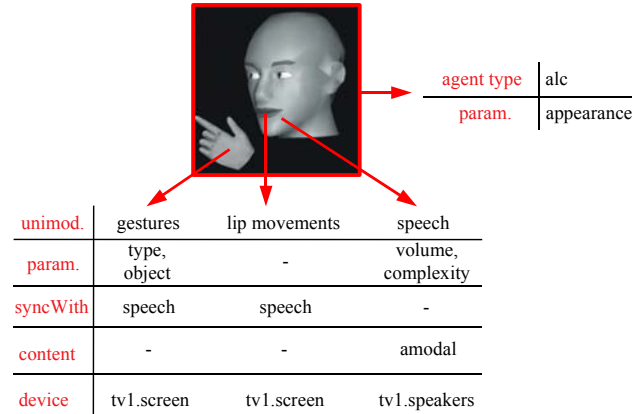 agent type alc
param. appearance
unimod. gestures lip movements speech
param. type, object - volume, complexity
syncWith speech speech -
content - - amodal
device tv1.screen tv1.screen tv1.speakers